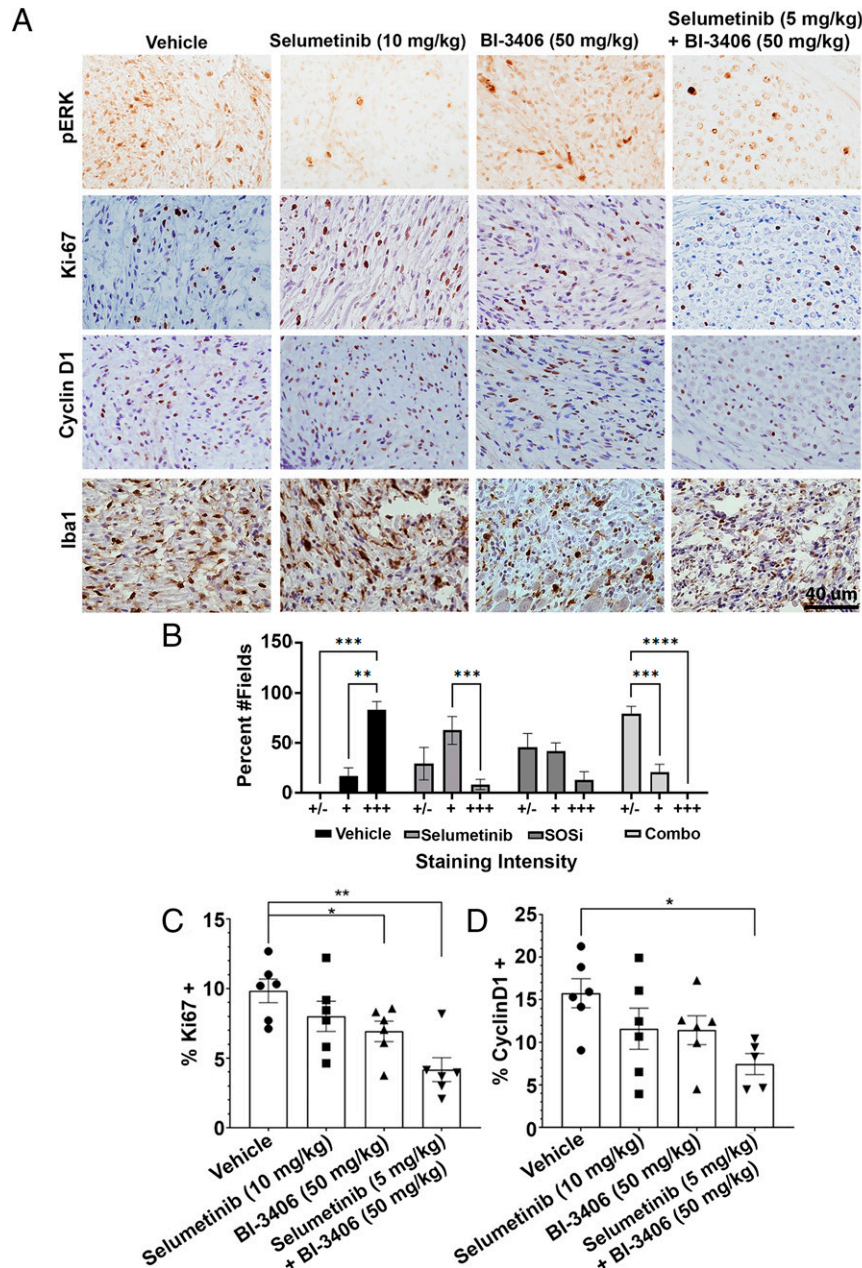 A
Vehicle
Selumetinib (10 mg/kg)
BI-3406 (50 mg/kg)
Selumetinib (5 mg/kg)
+ BI-3406 (50 mg/kg)
pERK
Ki-67
Cyclin D1
Iba1
40 um
B
Percent #Fields
150
100
50
0
*** ** *** **** ***
+/- + +++ +/- + +++ +/- + +++ +/- + +++
Vehicle Selumetinib SOSi Combo
Staining Intensity
C
% Ki67 +
15
10
5
0
**
*
Vehicle
Selumetinib (10 mg/kg)
BI-3406 (50 mg/kg)
Selumetinib (5 mg/kg)
+ BI-3406 (50 mg/kg)
D
% CyclinD1 +
25
20
15
10
5
0
*
Vehicle
Selumetinib (10 mg/kg)
BI-3406 (50 mg/kg)
Selumetinib (5 mg/kg)
+ BI-3406 (50 mg/kg)